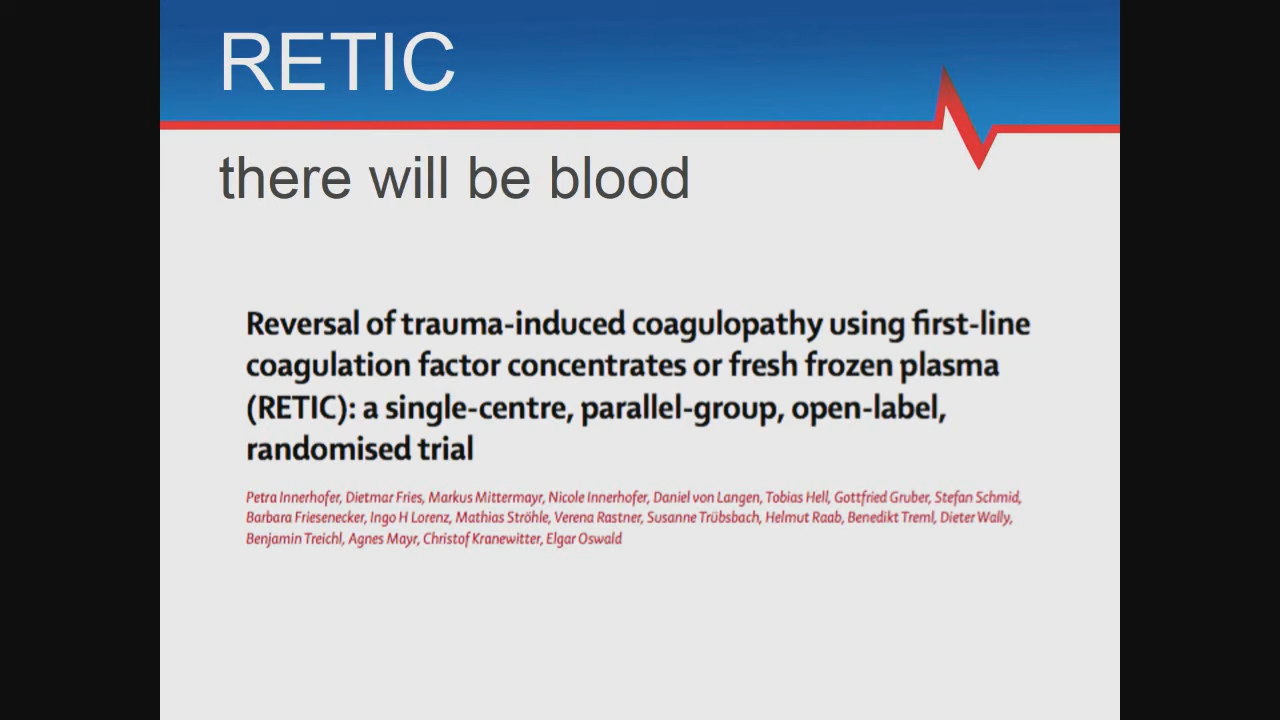 RETIC
there will be blood
Reversal of trauma-induced coagulopathy using first-line
coagulation factor concentrates or fresh frozen plasma
(RETIC): a single-centre, parallel-group, open-label,
randomised trial
Petra Innerhofer, Dietmar Fries, Markus Mittermayr, Nicole Innerhofer, Daniel von Langen, Tobias Hell, Gottfried Gruber, Stefan Schmid,
Barbara Friesenecker, Ingo H Lorenz, Mathias Ströhle, Verena Rastner, Susanne Trübsbach, Helmut Raab, Benedikt Treml, Dieter Wally,
Benjamin Treichl, Agnes Mayr, Christof Kranewitter, Elgar Oswald